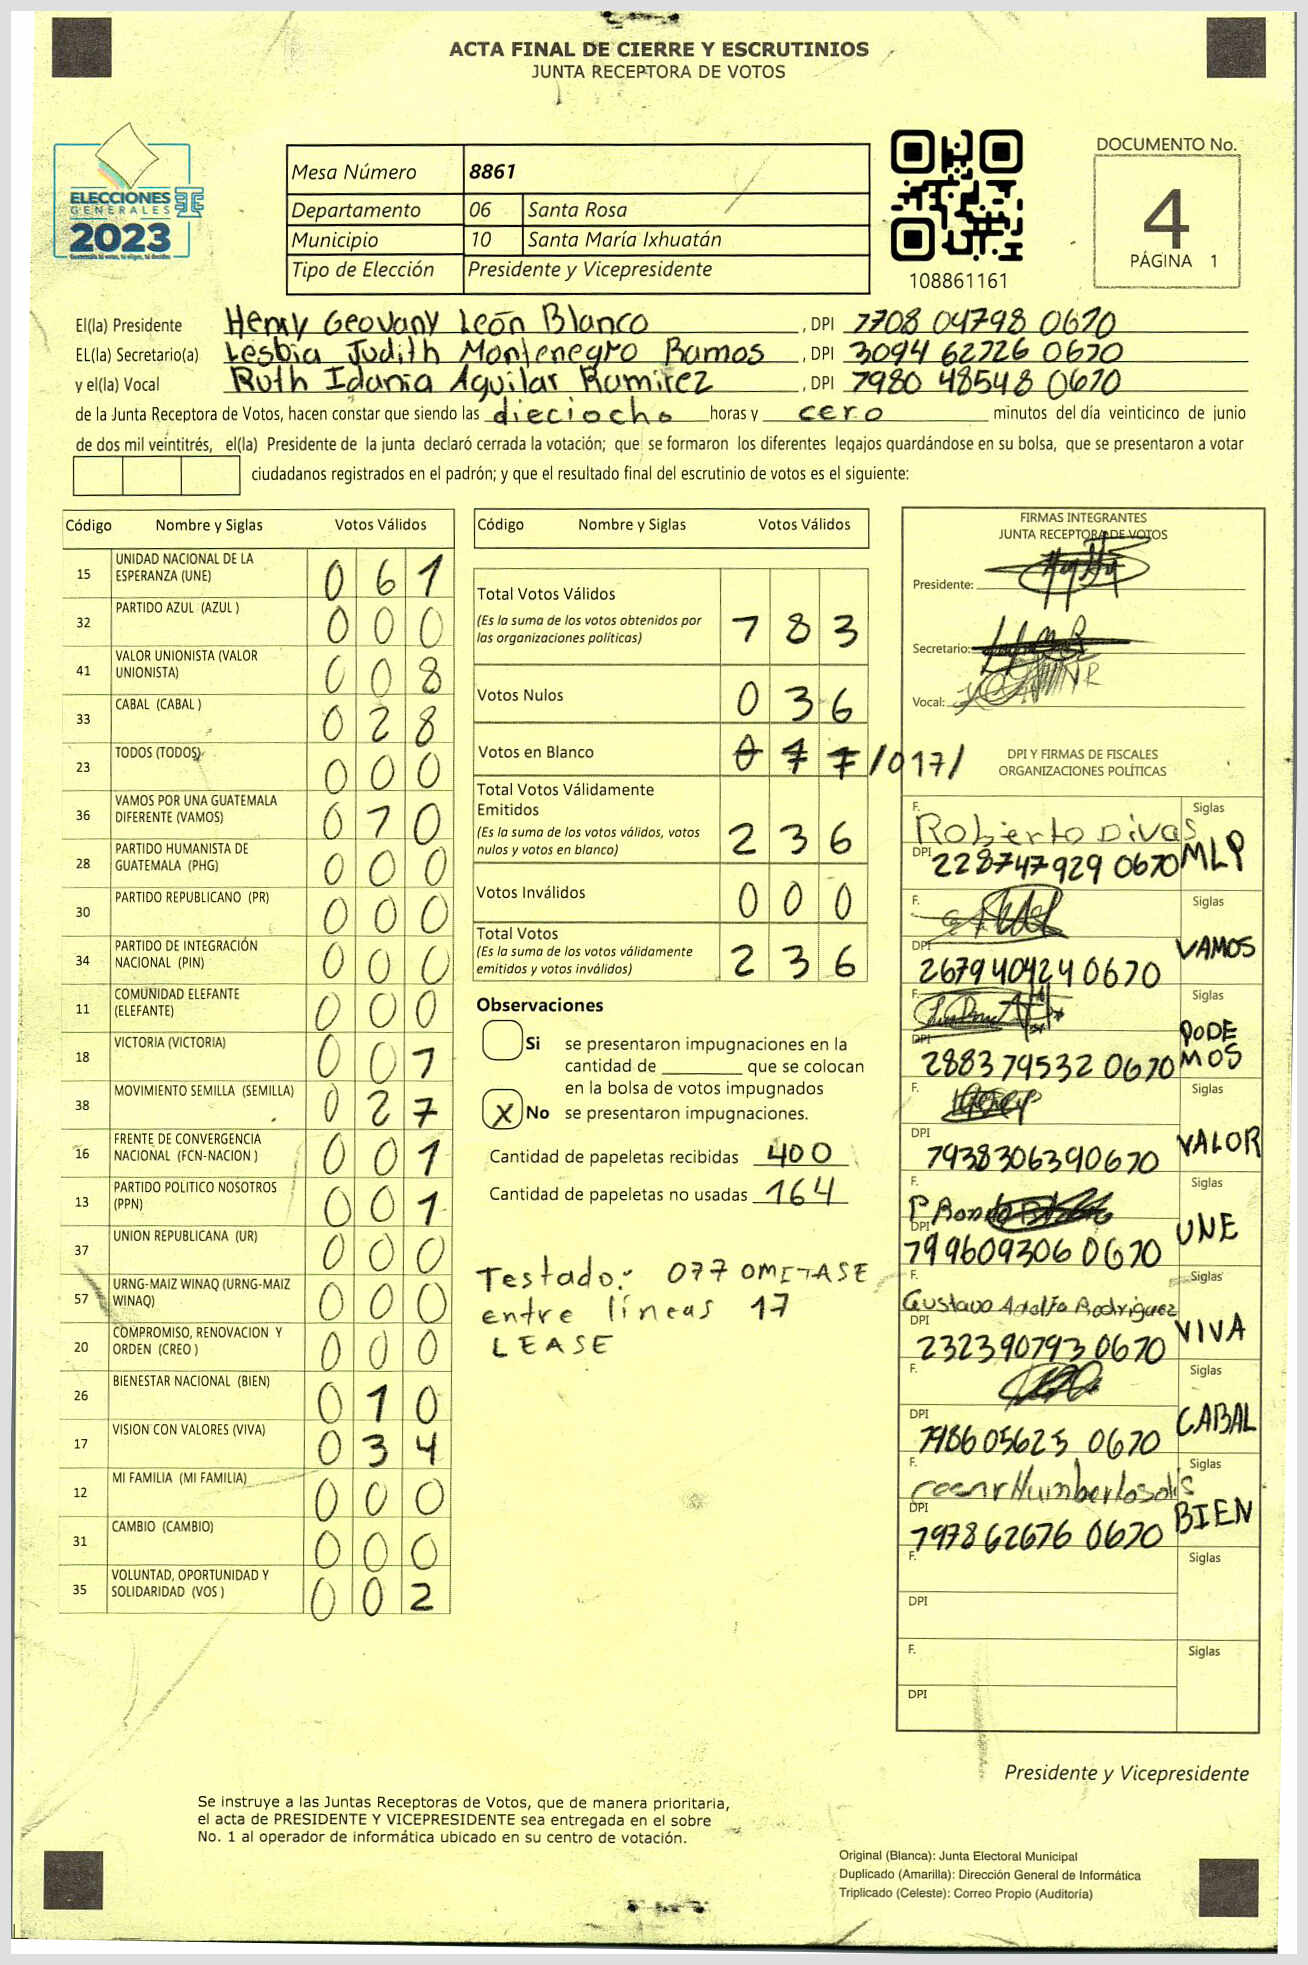 ACTA FINAL DE CIERRE Y ESCRUTINIOS
JUNTA RECEPTORA DE VOTOS
ELECCIONES
GENERALES
2023
Guatemala tú votas, tú eliges, tú decides
Mesa Número 8861
Departamento 06 Santa Rosa
Municipio 10 Santa María Ixhuatán
Tipo de Elección Presidente y Vicepresidente
108861161
DOCUMENTO No.
4
PÁGINA 1
El(la) Presidente Henry Geovany León Blanco, DPI 7708 04798 0670
EL(la) Secretario(a) Lesbia Judith Montenegro Ramos, DPI 3094 62726 0670
y el(la) Vocal Ruth Idania Aguilar Ramirez, DPI 7980 48548 0670
de la Junta Receptora de Votos, hacen constar que siendo las dieciocho horas y cero minutos del día veinticinco de junio
de dos mil veintitrés, el(la) Presidente de la junta declaró cerrada la votación; que se formaron los diferentes legajos quardándose en su bolsa, que se presentaron a votar
ciudadanos registrados en el padrón; y que el resultado final del escrutinio de votos es el siguiente:
Código Nombre y Siglas Votos Válidos
15 UNIDAD NACIONAL DE LA ESPERANZA (UNE) 0 6 1
32 PARTIDO AZUL (AZUL ) 0 0 0
41 VALOR UNIONISTA (VALOR UNIONISTA) 0 0 8
33 CABAL (CABAL ) 0 2 8
23 TODOS (TODOS) 0 0 0
36 VAMOS POR UNA GUATEMALA DIFERENTE (VAMOS) 0 7 0
28 PARTIDO HUMANISTA DE GUATEMALA (PHG) 0 0 0
30 PARTIDO REPUBLICANO (PR) 0 0 0
34 PARTIDO DE INTEGRACIÓN NACIONAL (PIN) 0 0 0
11 COMUNIDAD ELEFANTE (ELEFANTE) 0 0 0
18 VICTORIA (VICTORIA) 0 0 1
38 MOVIMIENTO SEMILLA (SEMILLA) 0 2 7
16 FRENTE DE CONVERGENCIA NACIONAL (FCN-NACION ) 0 0 1
13 PARTIDO POLITICO NOSOTROS (PPN) 0 0 1
37 UNION REPUBLICANA (UR) 0 0 0
57 URNG-MAIZ WINAQ (URNG-MAIZ WINAQ) 0 0 0
20 COMPROMISO, RENOVACION Y ORDEN (CREO ) 0 0 0
26 BIENESTAR NACIONAL (BIEN) 0 1 0
17 VISION CON VALORES (VIVA) 0 3 4
12 MI FAMILIA (MI FAMILIA) 0 0 0
31 CAMBIO (CAMBIO) 0 0 0
35 VOLUNTAD, OPORTUNIDAD Y SOLIDARIDAD (VOS ) 0 0 2
Código Nombre y Siglas Votos Válidos
Total Votos Válidos
(Es la suma de los votos obtenidos por
las organizaciones políticas) 7 8 3
Votos Nulos 0 3 6
Votos en Blanco 0 7 7 /017/
Total Votos Válidamente
Emitidos
(Es la suma de los votos válidos, votos
nulos y votos en blanco) 2 3 6
Votos Inválidos 0 0 0
Total Votos
(Es la suma de los votos válidamente
emitidos y votos inválidos) 2 3 6
Observaciones
Si se presentaron impugnaciones en la
cantidad de ________ que se colocan
en la bolsa de votos impugnados
X No se presentaron impugnaciones.
Cantidad de papeletas recibidas 400
Cantidad de papeletas no usadas 164
Testado: 077 OMITASE
entre líneas 17
LEASE
FIRMAS INTEGRANTES
JUNTA RECEPTORA DE VOTOS
Presidente:
Secretario:
Vocal:
DPI Y FIRMAS DE FISCALES
ORGANIZACIONES POLÍTICAS
F. Roberto Divas Siglas
DPI 228747929 0670 MLP
F. Siglas
DPI 267940424 0670 VAMOS
F. Siglas
DPI 288379532 0670 PODEMOS
F. Siglas
DPI 793830639 0670 VALOR
F. Siglas
DPI 799609306 0670 UNE
F. Gustavo Adolfo Rodriguez Siglas
DPI 232390793 0670 VIVA
F.
DPI 798605625 0670 CABAL
F. Siglas
DPI 797862676 0670 BIEN
F. Siglas
DPI
F. Siglas
DPI
Presidente y Vicepresidente
Se instruye a las Juntas Receptoras de Votos, que de manera prioritaria,
el acta de PRESIDENTE Y VICEPRESIDENTE sea entregada en el sobre
No. 1 al operador de informática ubicado en su centro de votación.
Original (Blanca): Junta Electoral Municipal
Duplicado (Amarilla): Dirección General de Informática
Triplicado (Celeste): Correo Propio (Auditoría)